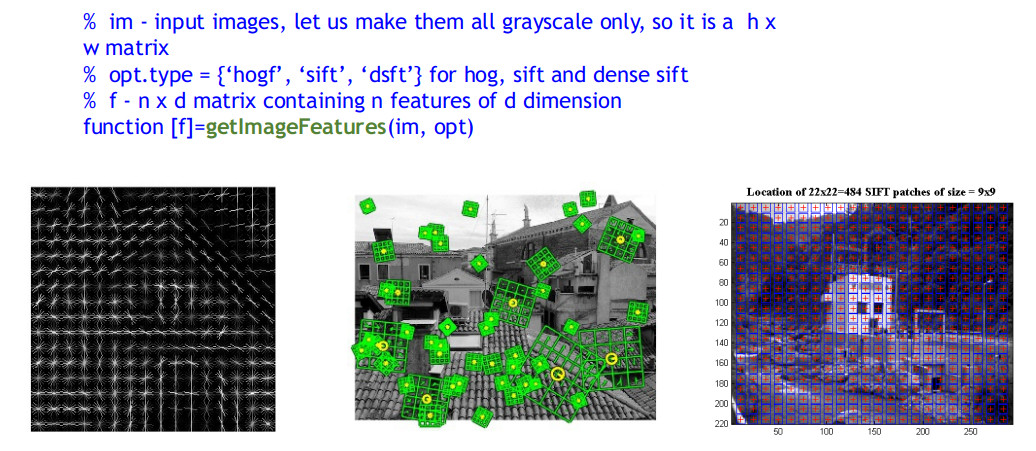 % im - input images, let us make them all grayscale only, so it is a h x
w matrix
% opt.type = {‘hogf’, ‘sift’, ‘dsft’} for hog, sift and dense sift
% f - n x d matrix containing n features of d dimension
function [f]=getImageFeatures(im, opt)
Location of 22x22=484 SIFT patches of size = 9x9
20
40
60
80
100
120
140
160
180
200
220
50 100 150 200 250